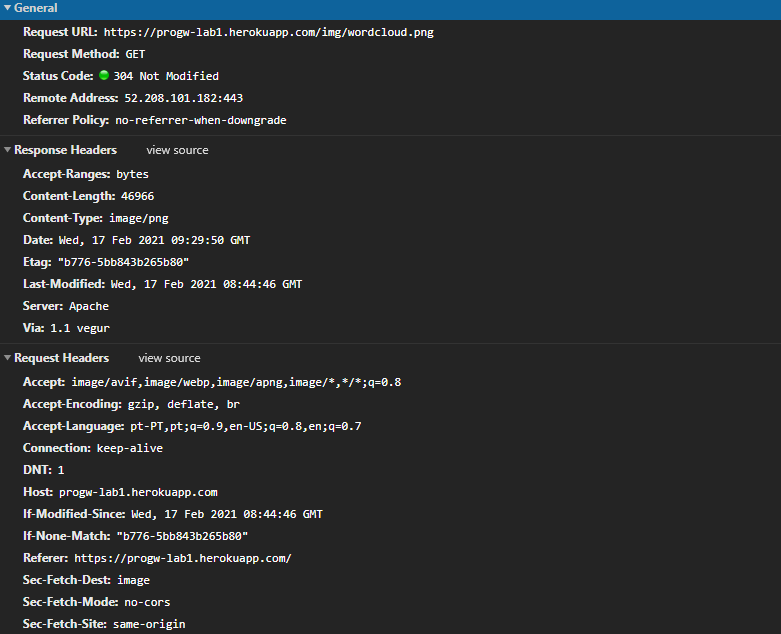 General
Request URL: https://progw-lab1.herokuapp.com/img/wordcloud.png
Request Method: GET
Status Code: 304 Not Modified
Remote Address: 52.208.101.182:443
Referrer Policy: no-referrer-when-downgrade
Response Headers view source
Accept-Ranges: bytes
Content-Length: 46966
Content-Type: image/png
Date: Wed, 17 Feb 2021 09:29:50 GMT
Etag: "b776-5bb843b265b80"
Last-Modified: Wed, 17 Feb 2021 08:44:46 GMT
Server: Apache
Via: 1.1 vegur
Request Headers view source
Accept: image/avif,image/webp,image/apng,image/*,*/*;q=0.8
Accept-Encoding: gzip, deflate, br
Accept-Language: pt-PT,pt;q=0.9,en-US;q=0.8,en;q=0.7
Connection: keep-alive
DNT: 1
Host: progw-lab1.herokuapp.com
If-Modified-Since: Wed, 17 Feb 2021 08:44:46 GMT
If-None-Match: "b776-5bb843b265b80"
Referer: https://progw-lab1.herokuapp.com/
Sec-Fetch-Dest: image
Sec-Fetch-Mode: no-cors
Sec-Fetch-Site: same-origin